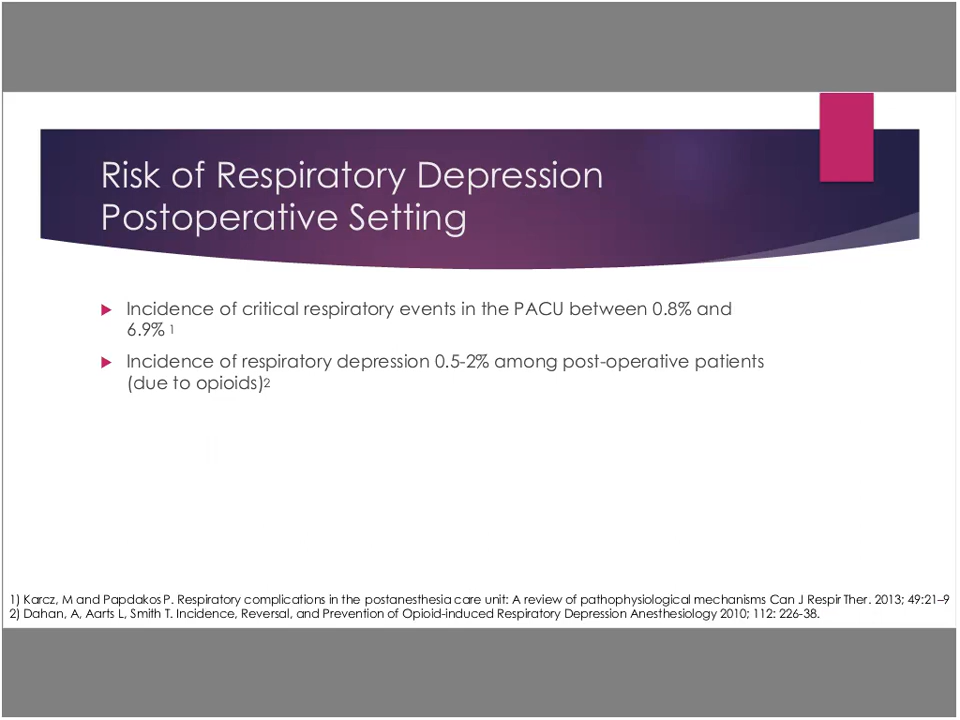 Risk of Respiratory Depression
Postoperative Setting
Incidence of critical respiratory events in the PACU between 0.8% and
6.9% 1
Incidence of respiratory depression 0.5-2% among post-operative patients
(due to opioids)2
1) Karcz, M and Papdakos P. Respiratory complications in the postanesthesia care unit: A review of pathophysiological mechanisms Can J Respir Ther. 2013; 49:21–9
2) Dahan, A, Aarts L, Smith T. Incidence, Reversal, and Prevention of Opioid-induced Respiratory Depression Anesthesiology 2010; 112: 226-38.